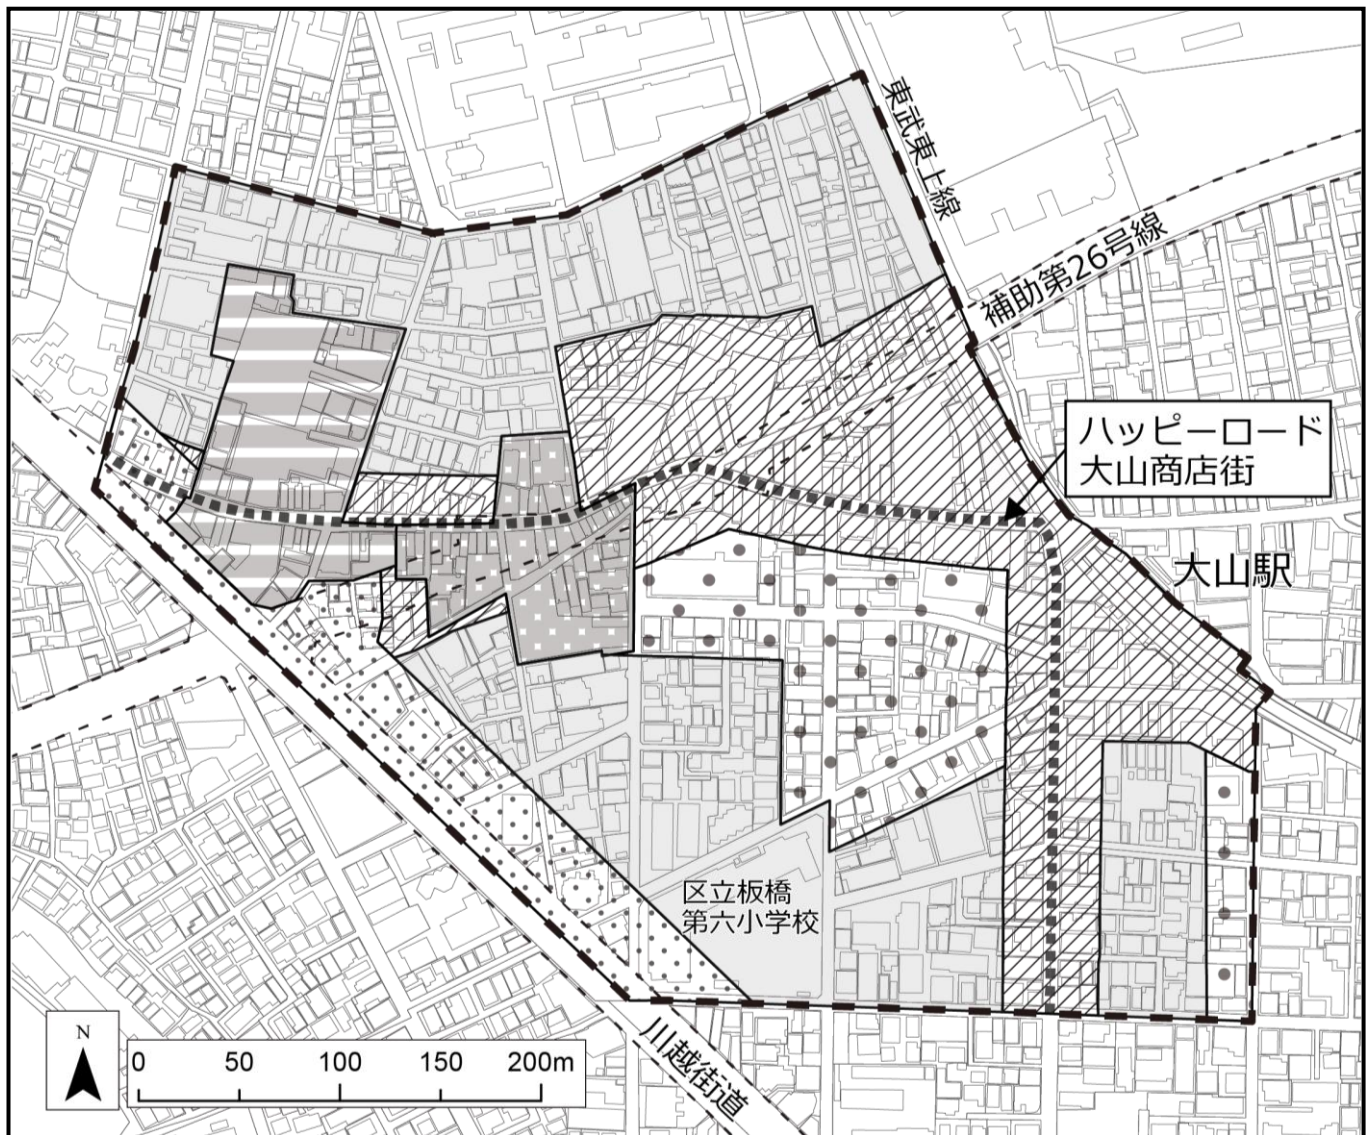 東武東上線
補助第26号線
ハッピーロード
大山商店街
大山駅
区立板橋
第六小学校
川越街道
N
0 50 100 150 200m